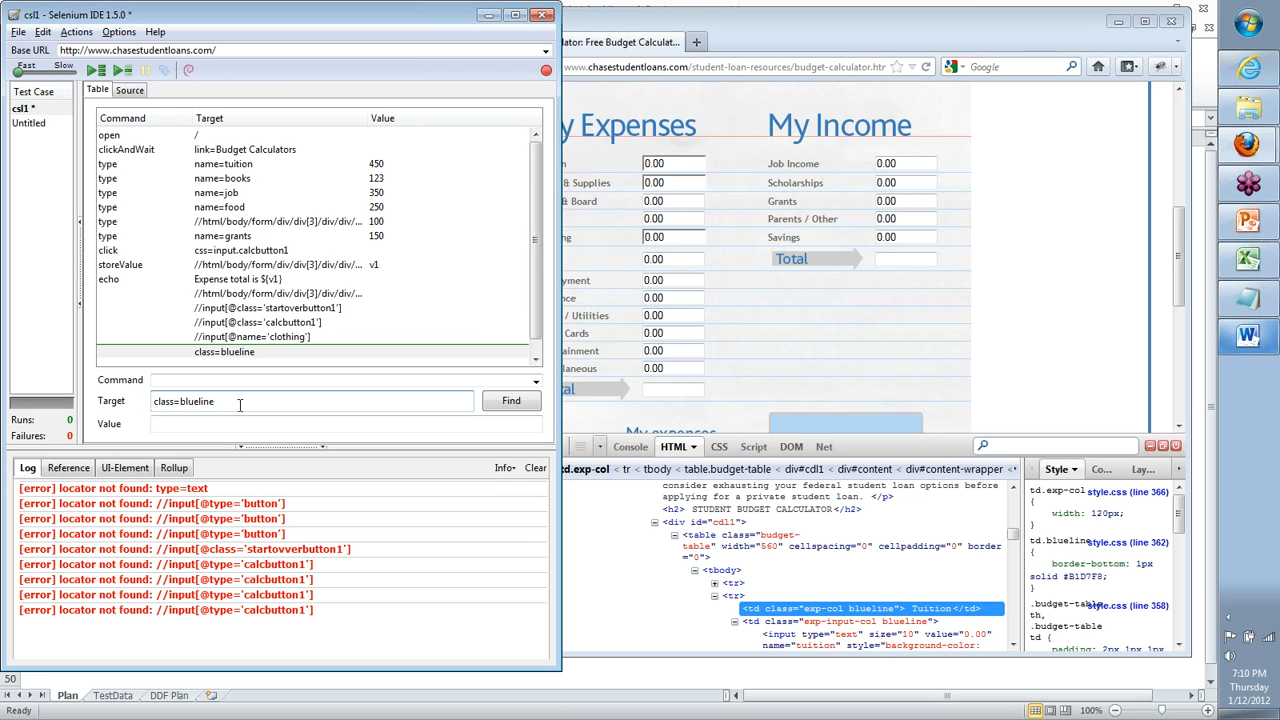 csl1 - Selenium IDE 1.5.0 *
File Edit Actions Options Help
Base URL http://www.chasestudentloans.com/
Fast Slow
Test Case
csl1 *
Untitled
Table Source
Command Target Value
open /
clickAndWait link=Budget Calculators
type name=tuition 450
type name=books 123
type name=job 350
type name=food 250
type //html/body/form/div/div[3]/div/div/... 100
type name=grants 150
click css=input.calcbutton1
storeValue //html/body/form/div/div[3]/div/div/... v1
echo Expense total is ${v1}
//html/body/form/div/div[3]/div/div/...
//input[@class='startoverbutton1']
//input[@class='calcbutton1']
//input[@name='clothing']
class=blueline
Command
Target class=blueline Find
Value
Runs: 0
Failures: 0
Log Reference UI-Element Rollup Info- Clear
[error] locator not found: type=text
[error] locator not found: //input[@type='button']
[error] locator not found: //input[@type='button']
[error] locator not found: //input[@type='button']
[error] locator not found: //input[@class='startovverbutton1']
[error] locator not found: //input[@type='calcbutton1']
[error] locator not found: //input[@type='calcbutton1']
[error] locator not found: //input[@type='calcbutton1']
[error] locator not found: //input[@type='calcbutton1']
ator: Free Budget Calculat...
www.chasestudentloans.com/student-loan-resources/budget-calculator.htr
Google
y Expenses My Income
n 0.00 Job Income 0.00
& Supplies 0.00 Scholarships 0.00
& Board 0.00 Grants 0.00
0.00 Parents / Other 0.00
ng 0.00 Savings 0.00
0.00 Total
yment 0.00
nce 0.00
/ Utilities 0.00
Cards 0.00
ainment 0.00
llaneous 0.00
tal
My expenses
Console HTML CSS Script DOM Net
td.exp-col < tr < tbody < table.budget-table < div#cdl1 < div#content < div#content-wrapper
consider exhausting your federal student loan options before
applying for a private student loan. </p>
<h2> STUDENT BUDGET CALCULATOR</h2>
<div id="cdl1">
<table class="budget-
table" width="560" cellspacing="0" cellpadding="0" border
="0">
<tbody>
<tr>
<tr>
<td class="exp-col blueline"> Tuition</td>
<td class="exp-input-col blueline">
<input type="text" size="10" value="0.00"
name="tuition" style="background-color:
Style Co... Lay...
td.exp-col style.css (line 366)
{
width: 120px;
}
td.blueline style.css (line 362)
{
border-bottom: 1px
solid #B1D7F8;
}
.budget-table style.css (line 358)
th,
.budget-table
td {
padding: 2px 1px 1px
50
Plan TestData DDF Plan
Ready
100%
7:10 PM
Thursday
1/12/2012